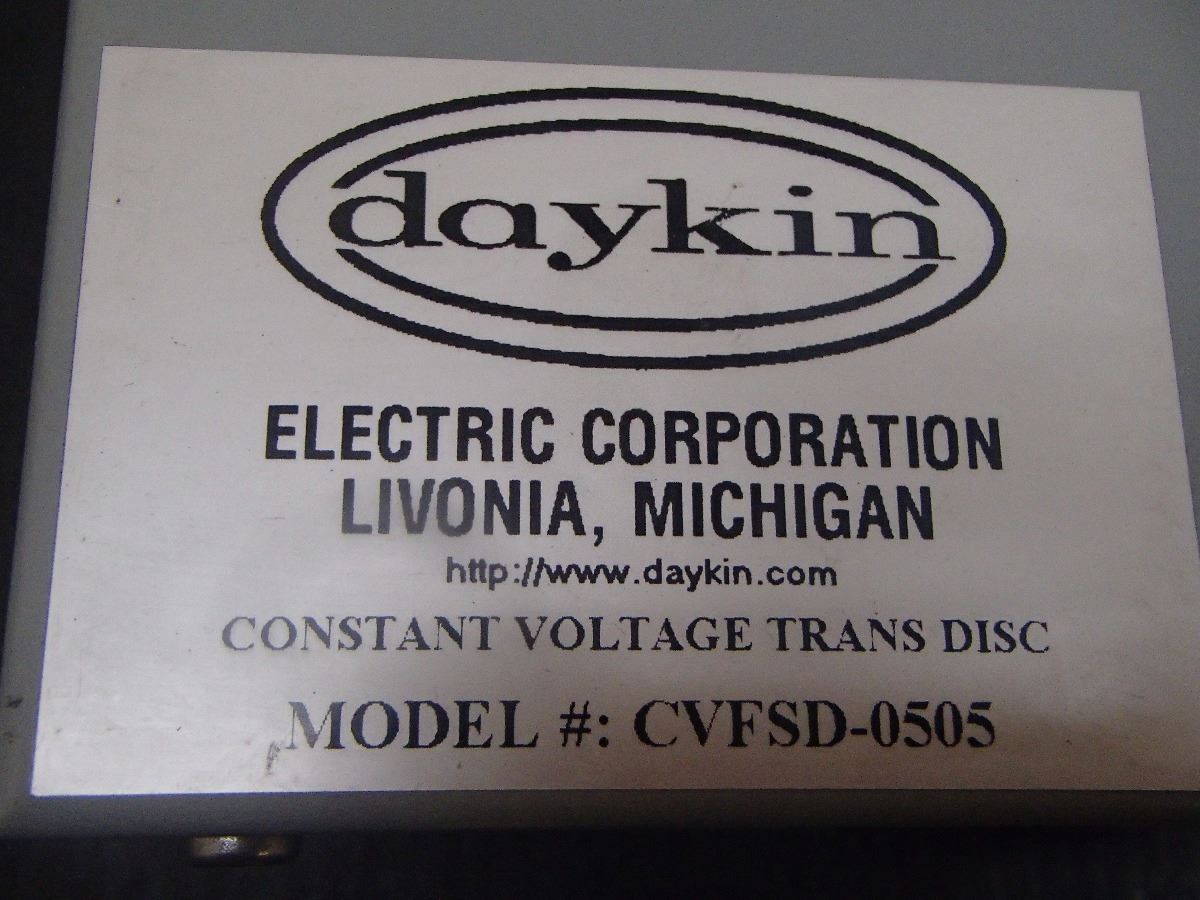 daykin
ELECTRIC CORPORATION
LIVONIA, MICHIGAN
http://www.daykin.com
CONSTANT VOLTAGE TRANS DISC
MODEL #: CVFSD-0505